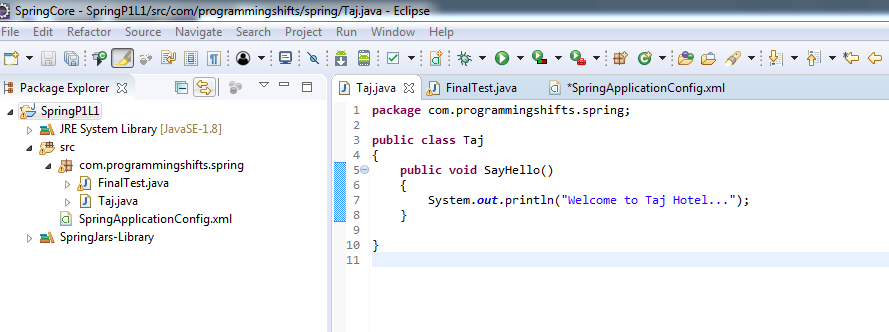 SpringCore - SpringP1L1/src/com/programmingshifts/spring/Taj.java - Eclipse
File Edit Refactor Source Navigate Search Project Run Window Help
Package Explorer
SpringP1L1
JRE System Library [JavaSE-1.8]
src
com.programmingshifts.spring
FinalTest.java
Taj.java
SpringApplicationConfig.xml
SpringJars-Library
Taj.java FinalTest.java *SpringApplicationConfig.xml
1 package com.programmingshifts.spring;
2
3 public class Taj
4 {
5 public void SayHello()
6 {
7 System.out.println("Welcome to Taj Hotel...");
8 }
9
10 }
11